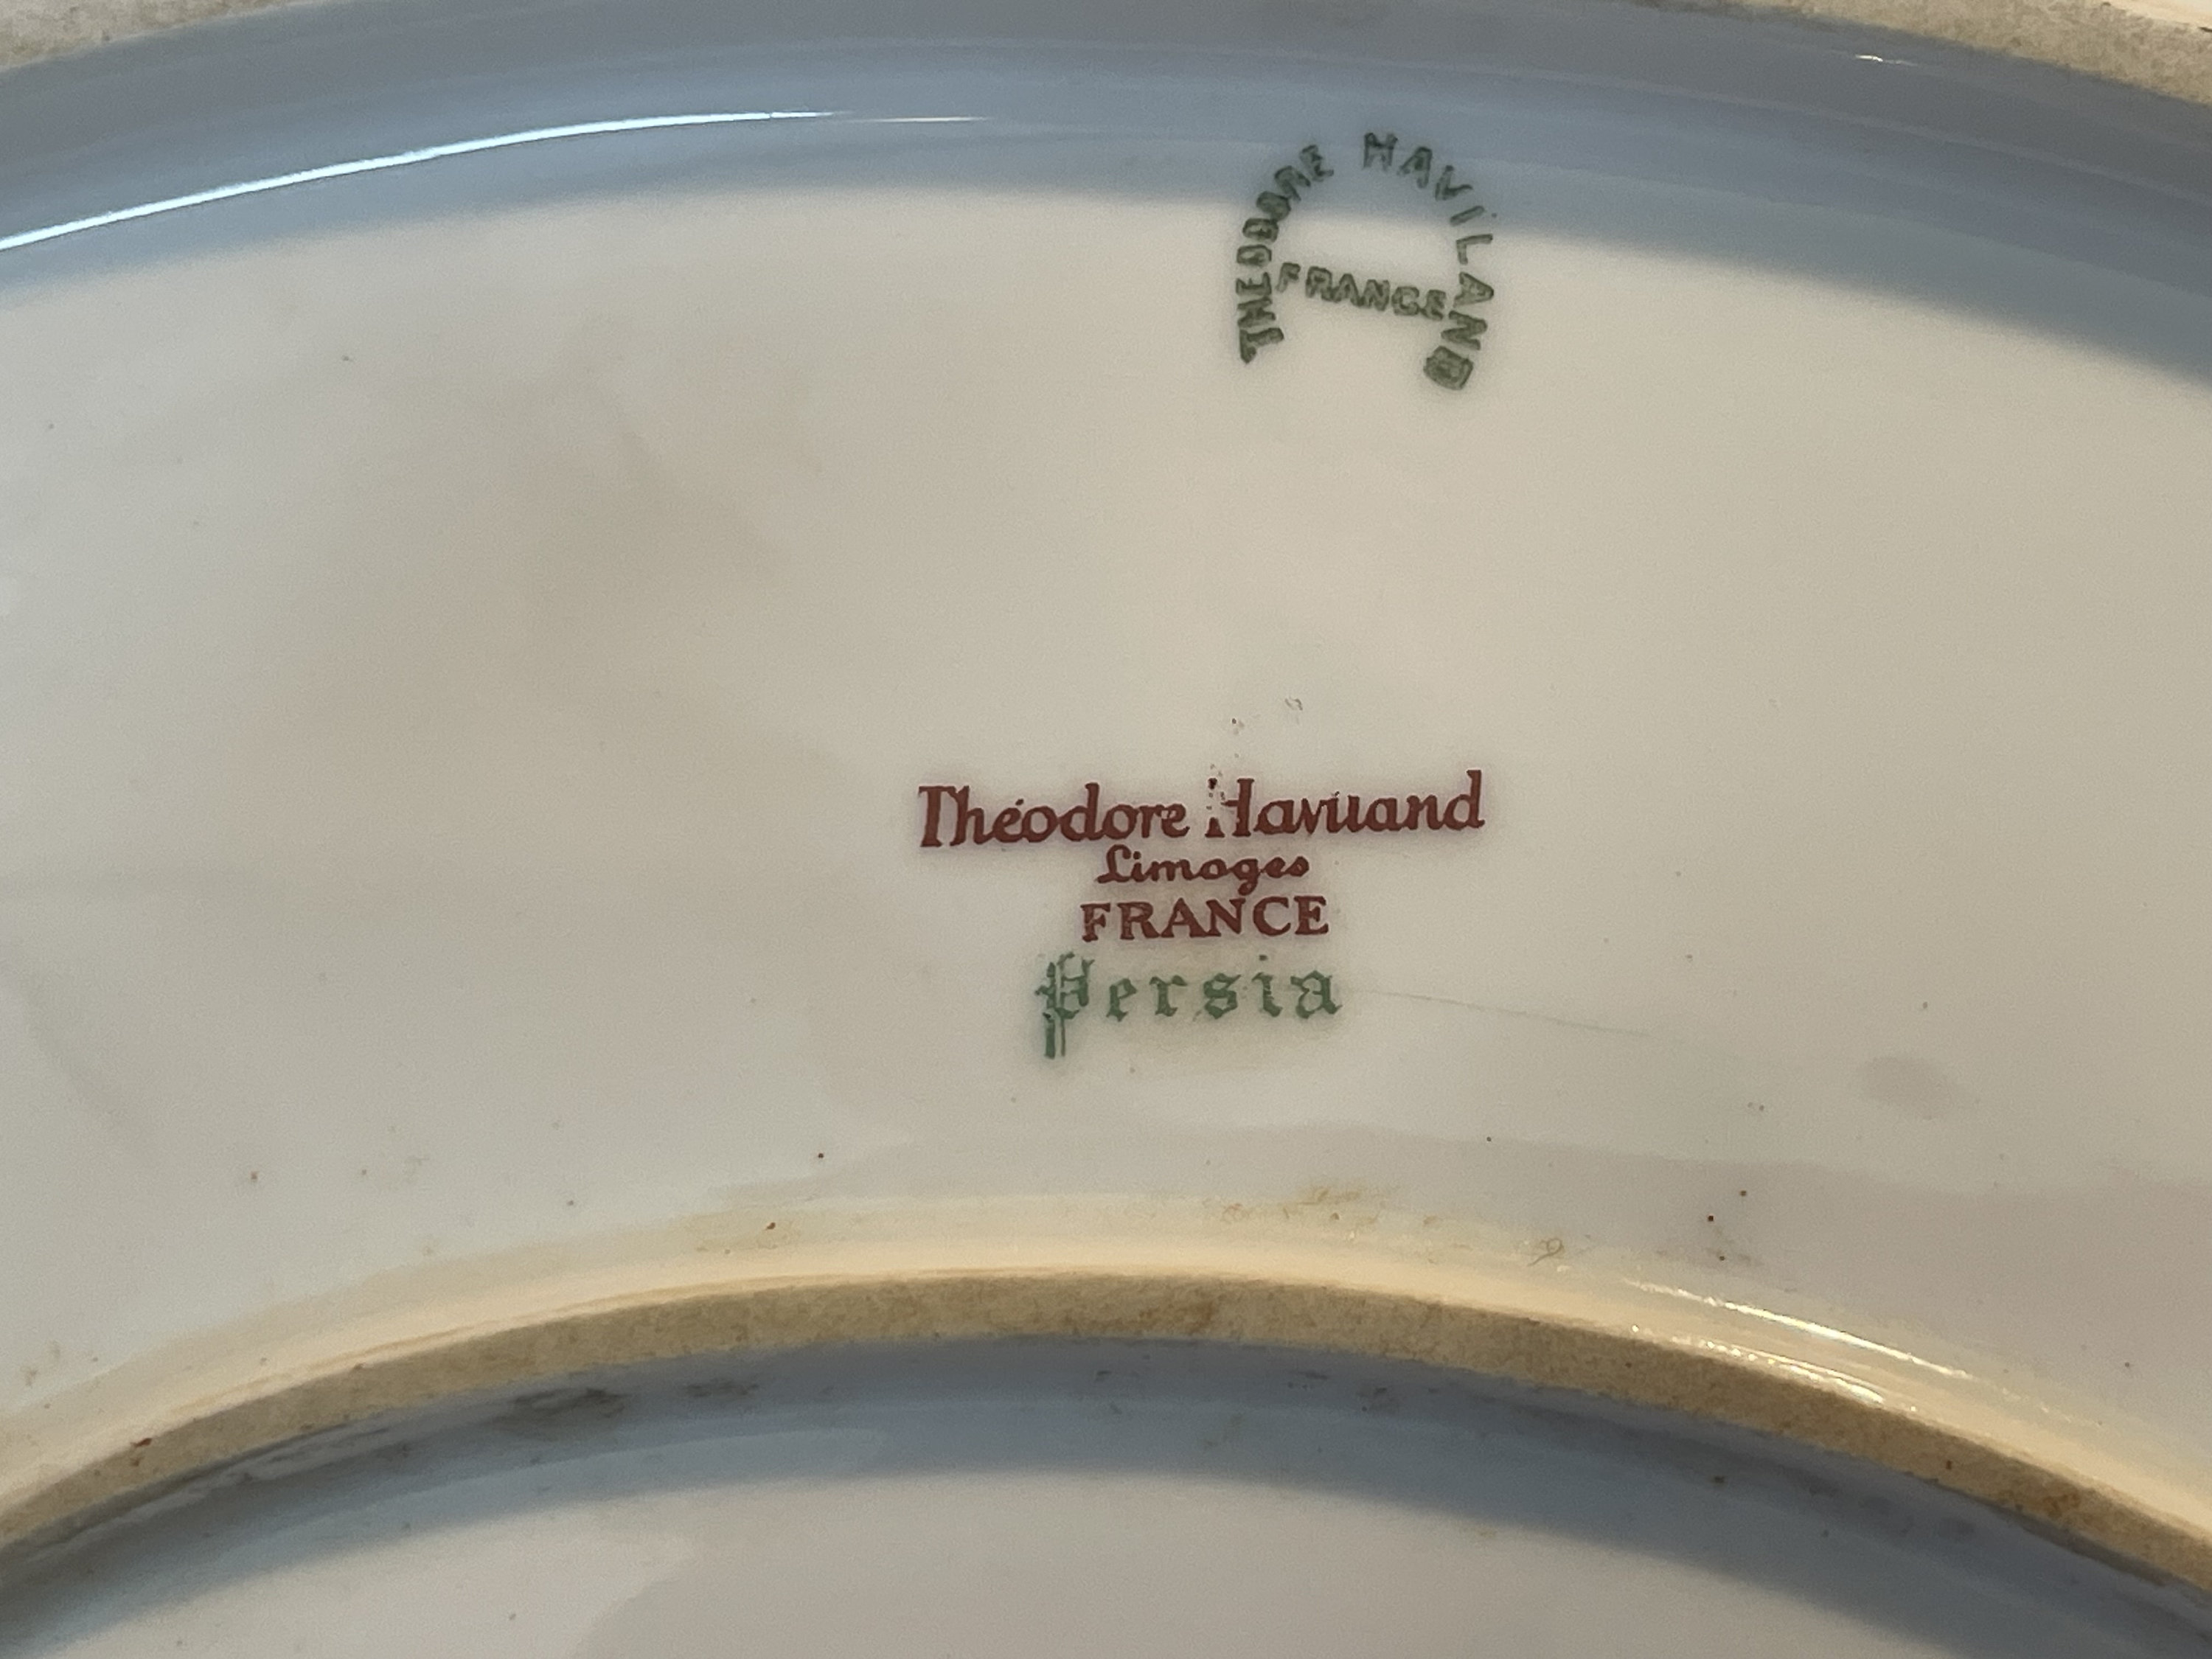 THEODORE HAVILAND
FRANCE
Théodore Haviland
Limoges
FRANCE
Persia